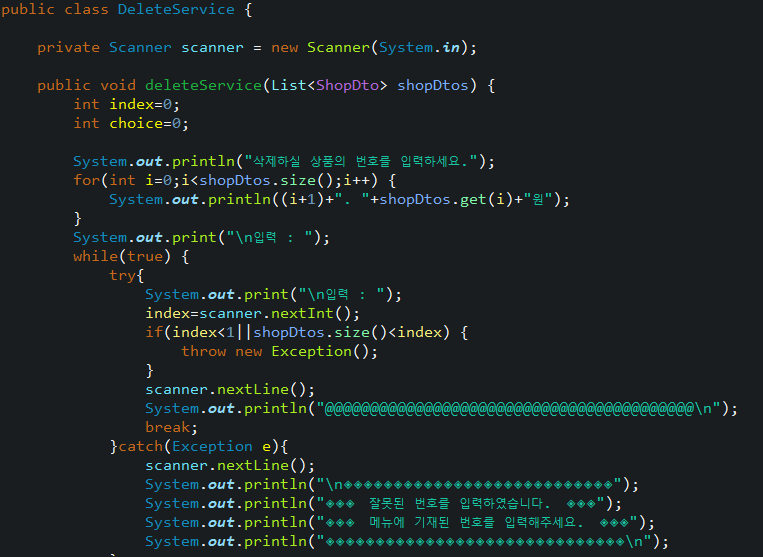 public class DeleteService {
private Scanner scanner = new Scanner(System.in);
public void deleteService(List<ShopDto> shopDtos) {
int index=0;
int choice=0;
System.out.println("삭제하실 상품의 번호를 입력하세요.");
for(int i=0;i<shopDtos.size();i++) {
System.out.println((i+1)+". "+shopDtos.get(i)+"원");
}
System.out.print("\n입력 : ");
while(true) {
try{
System.out.print("\n입력 : ");
index=scanner.nextInt();
if(index<1||shopDtos.size()<index) {
throw new Exception();
}
scanner.nextLine();
System.out.println("@@@@@@@@@@@@@@@@@@@@@@@@@@@@@@@@@@@@@@@@@\n");
break;
}catch(Exception e){
scanner.nextLine();
System.out.println("\n◈◈◈◈◈◈◈◈◈◈◈◈◈◈◈◈◈◈◈◈◈◈◈◈◈◈◈");
System.out.println("◈◈◈ 잘못된 번호를 입력하였습니다. ◈◈◈");
System.out.println("◈◈◈ 메뉴에 기재된 번호를 입력해주세요. ◈◈◈");
System.out.println("◈◈◈◈◈◈◈◈◈◈◈◈◈◈◈◈◈◈◈◈◈◈◈◈◈◈◈◈◈◈\n");